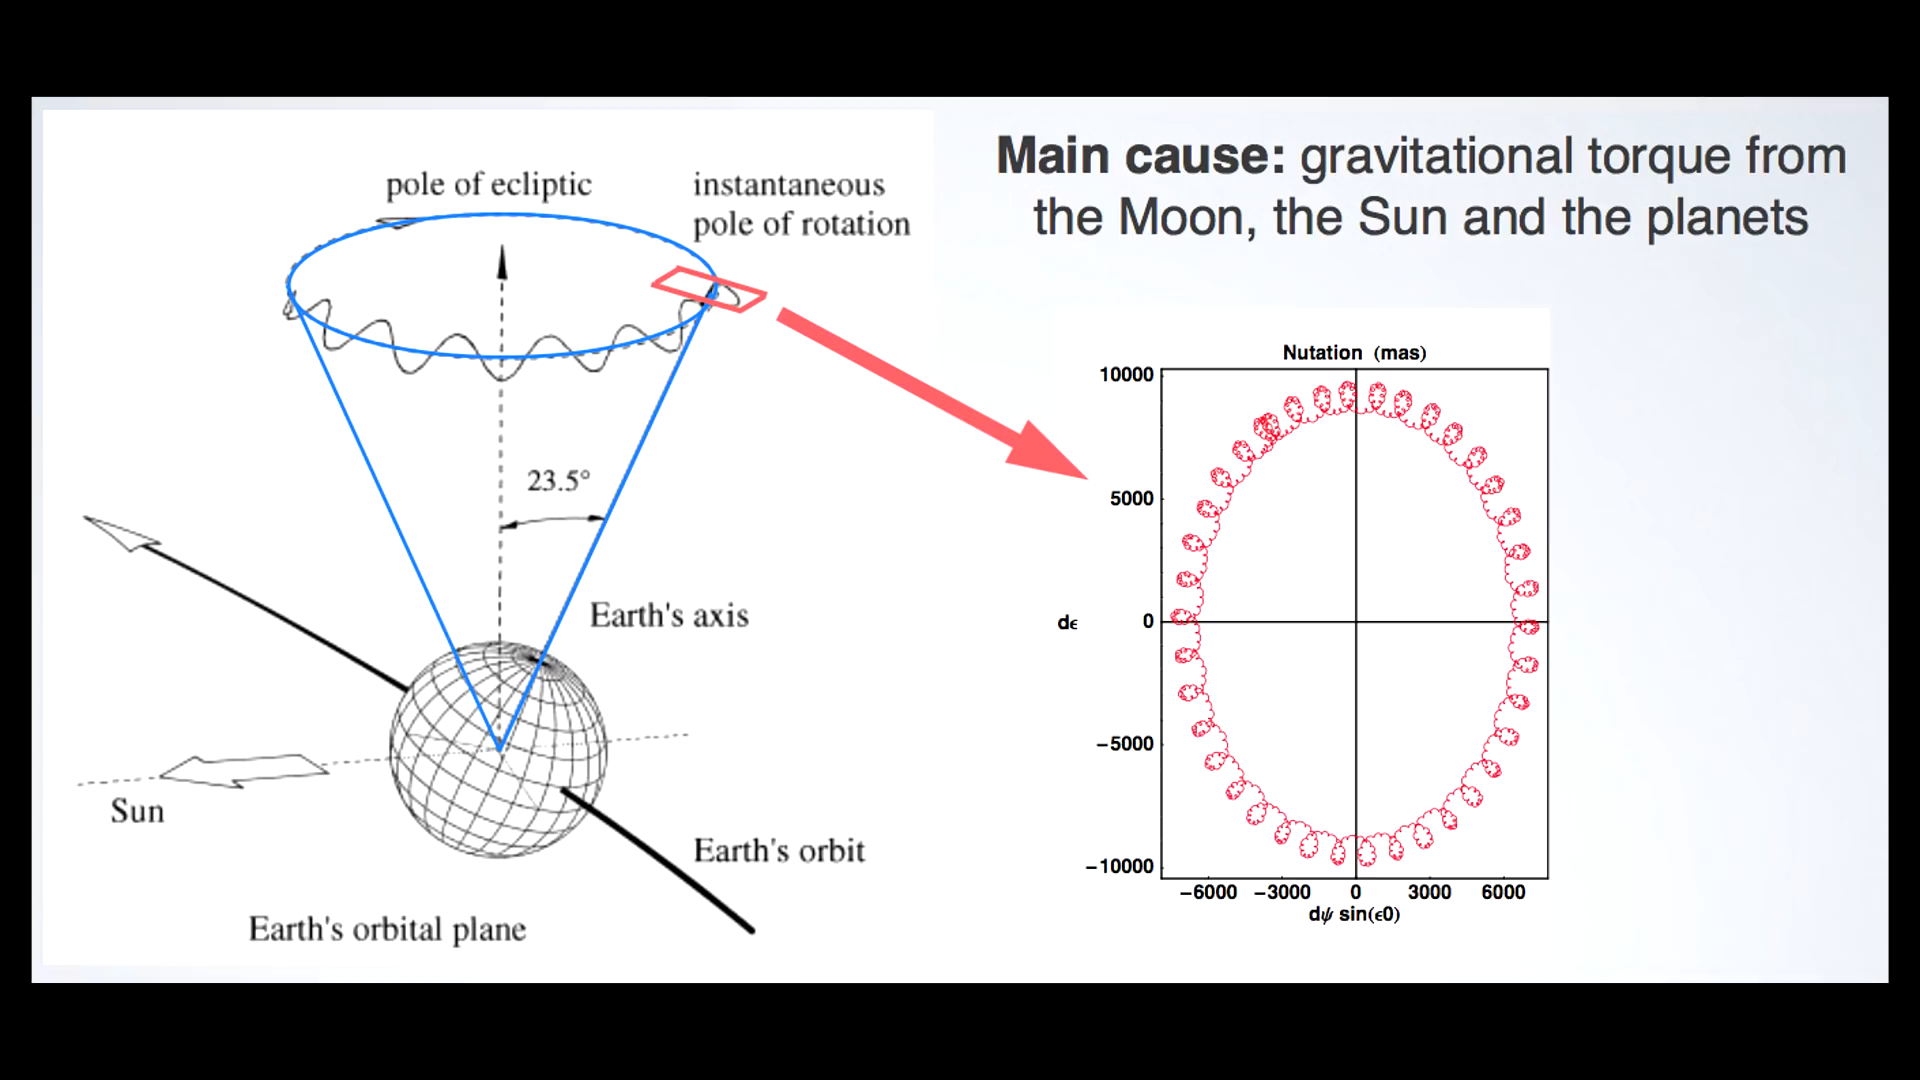 Main cause: gravitational torque from
the Moon, the Sun and the planets
pole of ecliptic
instantaneous
pole of rotation
23.5°
Earth's axis
Sun
Earth's orbit
Earth's orbital plane
Nutation (mas)
10000
5000
0
−5000
−10000
dϵ
−6000 −3000 0 3000 6000
dψ sin(ϵ0)